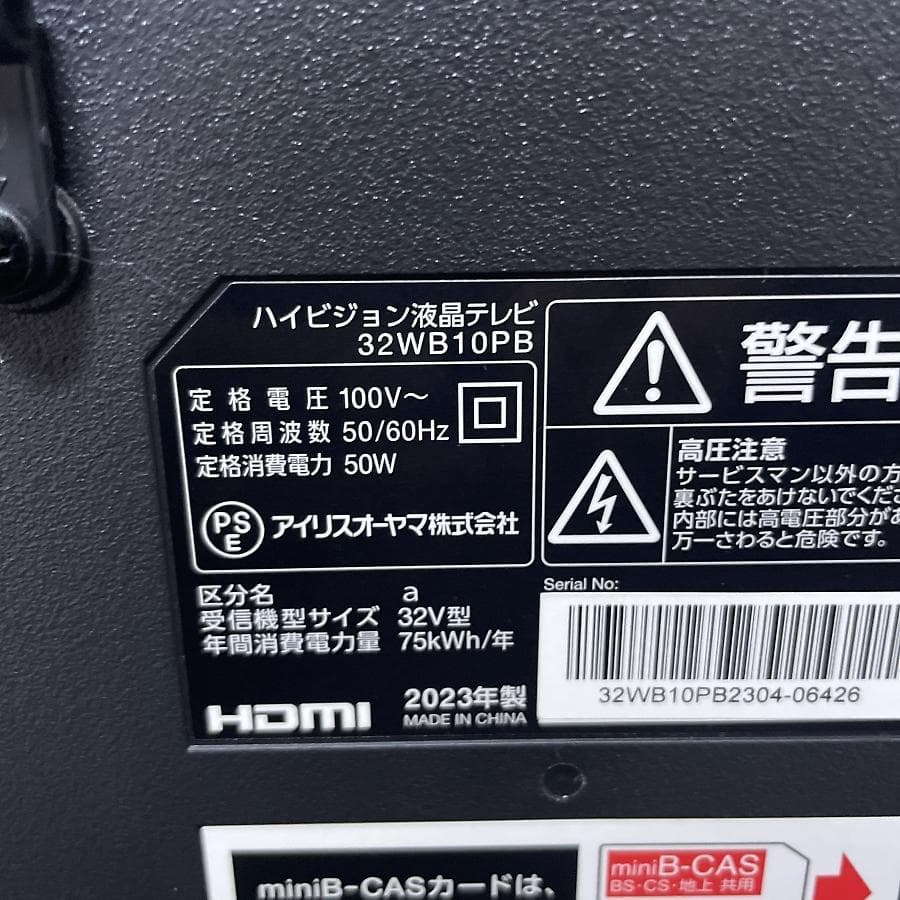 ハイビジョン液晶テレビ
32WB10PB
定格電圧 100V～
定格周波数 50/60Hz
定格消費電力 50W
PS
E
アイリスオーヤマ株式会社
区分名 a
受信機型サイズ 32V型
年間消費電力量 75kWh/年
HDMI
2023年製
MADE IN CHINA
警告
高圧注意
サービスマン以外の方
裏ぶたをあけないでくださ
内部には高電圧部分があ
万一さわると危険です。
Serial No:
32WB10PB2304-06426
miniB-CASカードは、
miniB-CAS
BS・CS・地上 共用